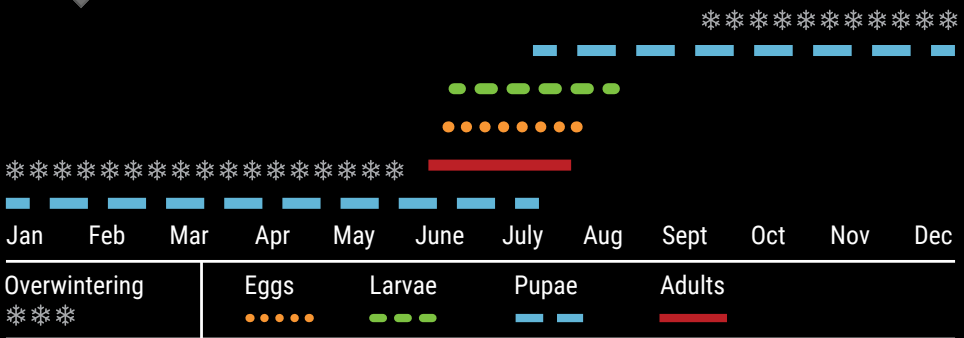 Jan Feb Mar Apr May June July Aug Sept Oct Nov Dec
Overwintering Eggs Larvae Pupae Adults